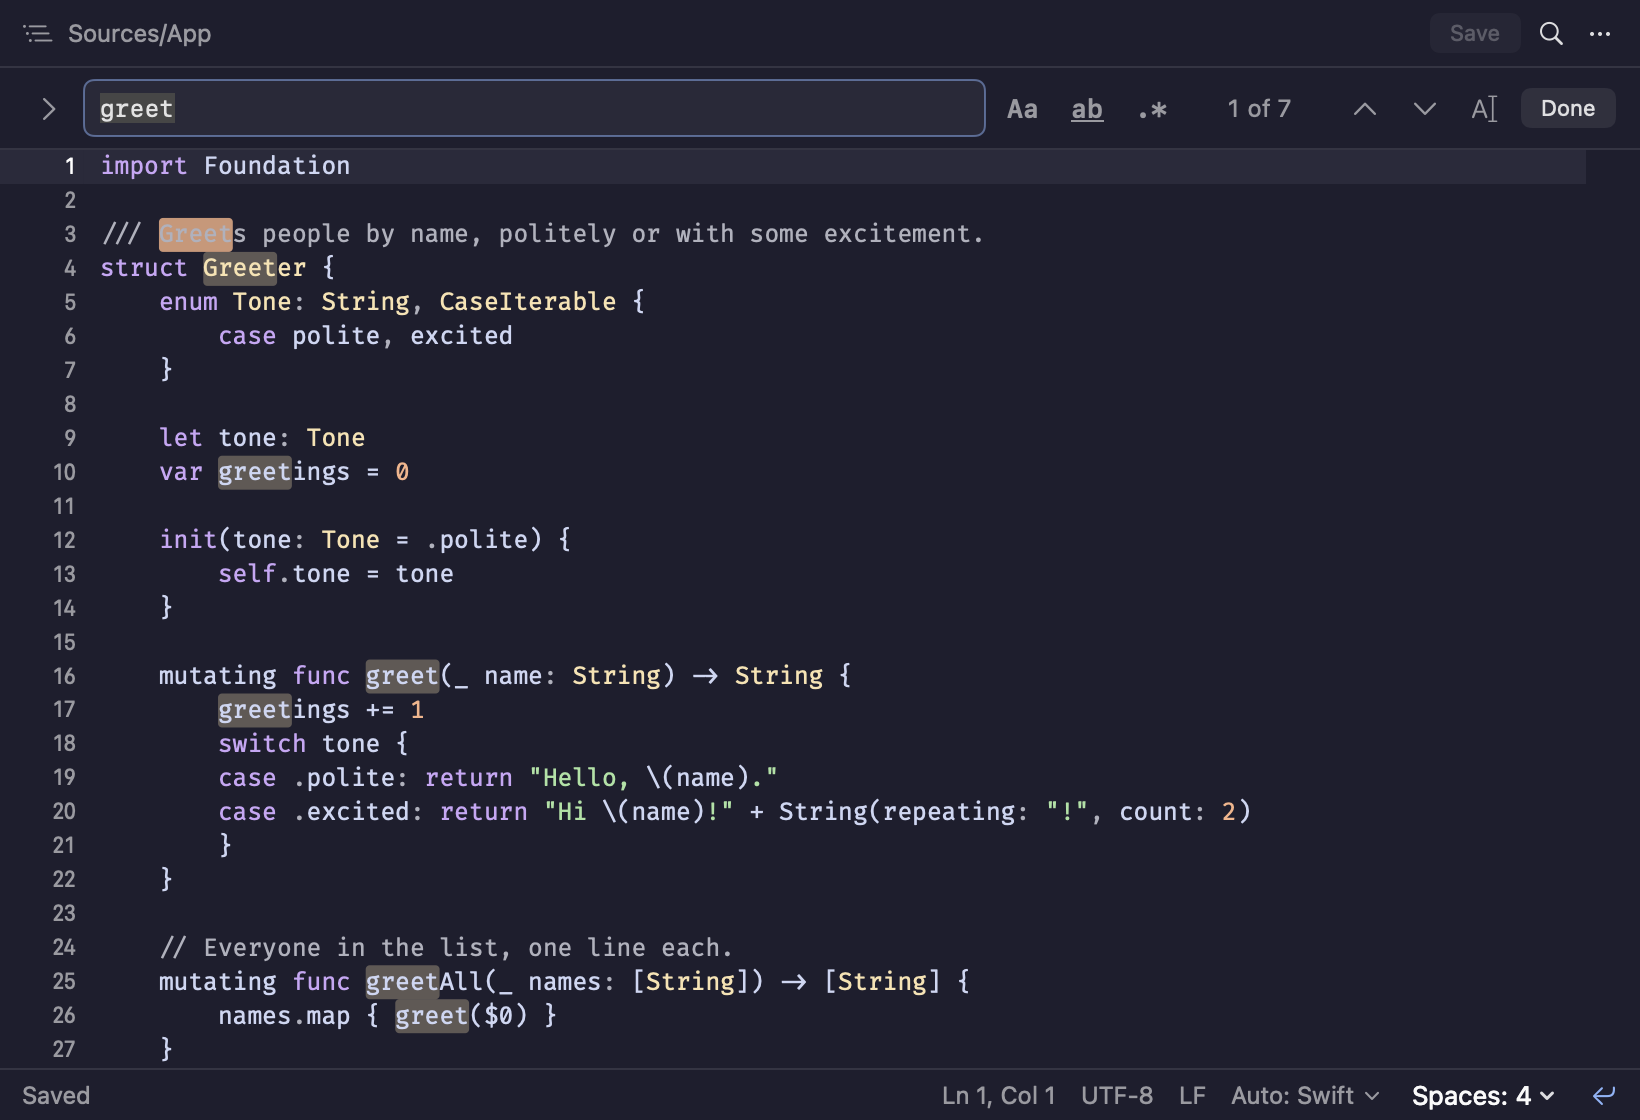 Sources/App
Save
greet
Aa
ab
.*
1 of 7
A
Done
1 import Foundation
2
3 /// Greets people by name, politely or with some excitement.
4 struct Greeter {
5     enum Tone: String, CaseIterable {
6         case polite, excited
7     }
8
9     let tone: Tone
10     var greetings = 0
11
12     init(tone: Tone = .polite) {
13         self.tone = tone
14     }
15
16     mutating func greet(_ name: String) -> String {
17         greetings += 1
18         switch tone {
19         case .polite: return "Hello, \(name)."
20         case .excited: return "Hi \(name)!" + String(repeating: "!", count: 2)
21         }
22     }
23
24     // Everyone in the list, one line each.
25     mutating func greetAll(_ names: [String]) -> [String] {
26         names.map { greet($0) }
27     }
Saved
Ln 1, Col 1
UTF-8
LF
Auto: Swift
Spaces: 4